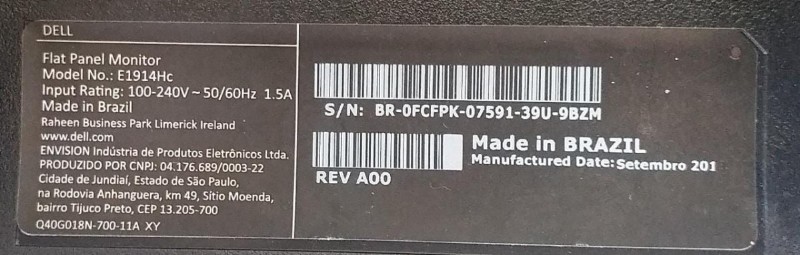 DELL
Flat Panel Monitor
Model No.: E1914Hc
Input Rating: 100-240V ~ 50/60Hz 1.5A
Made in Brazil
Raheen Business Park Limerick Ireland
www.dell.com
ENVISION Indústria de Produtos Eletrônicos Ltda.
PRODUZIDO POR CNPJ: 04.176.689/0003-22
Cidade de Jundiaí, Estado de São Paulo,
na Rodovia Anhanguera, km 49, Sítio Moenda,
bairro Tijuco Preto, CEP 13.205-700
Q40G018N-700-11A XY
S/N: BR-0FCFPK-07591-39U-9BZM
Made in BRAZIL
Manufactured Date: Setembro 201
REV A00